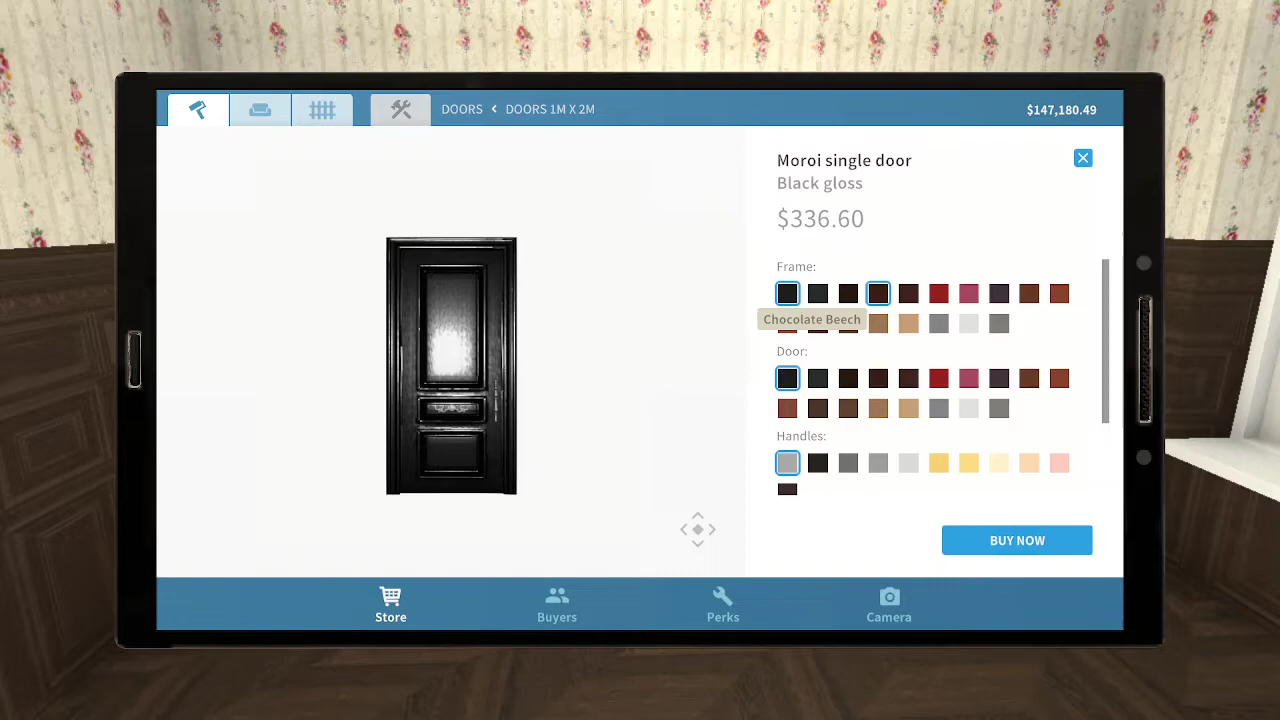 DOORS < DOORS 1M X 2M
$147,180.49
Moroi single door
Black gloss
$336.60
Frame:
Chocolate Beech
Door:
Handles:
BUY NOW
Store
Buyers
Perks
Camera